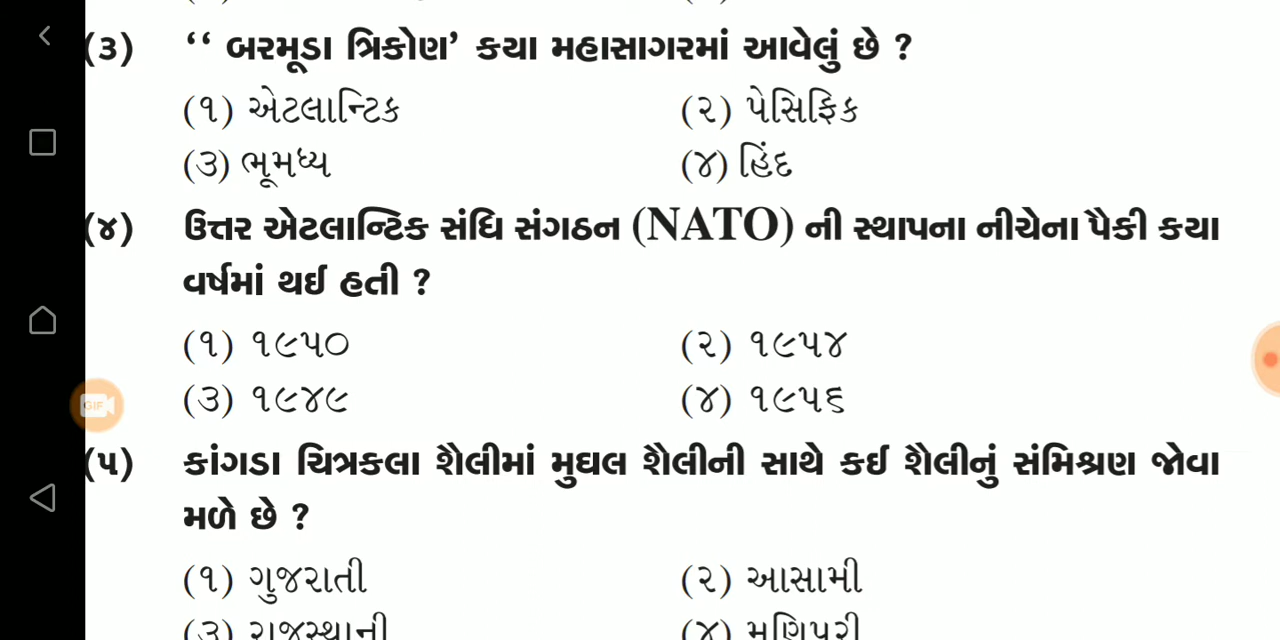 (૩) ‘‘ બરમૂડા ત્રિકોણ’ કયા મહાસાગરમાં આવેલું છે ?
(૧) એટલાન્ટિક (૨) પેસિફિક
(૩) ભૂમધ્ય (૪) હિંદ
(૪) ઉત્તર એટલાન્ટિક સંધિ સંગઠન (NATO) ની સ્થાપના નીચેના પૈકી કયા
વર્ષમાં થઈ હતી ?
(૧) ૧૯૫૦ (૨) ૧૯૫૪
(૩) ૧૯૪૯ (૪) ૧૯૫૬
(૫) કાંગડા ચિત્રકલા શૈલીમાં મુઘલ શૈલીની સાથે કઈ શૈલીનું સંમિશ્રણ જોવા
મળે છે ?
(૧) ગુજરાતી (૨) આસામી
(૩) રાજસ્થાની (૪) મણિપુરી
GIF